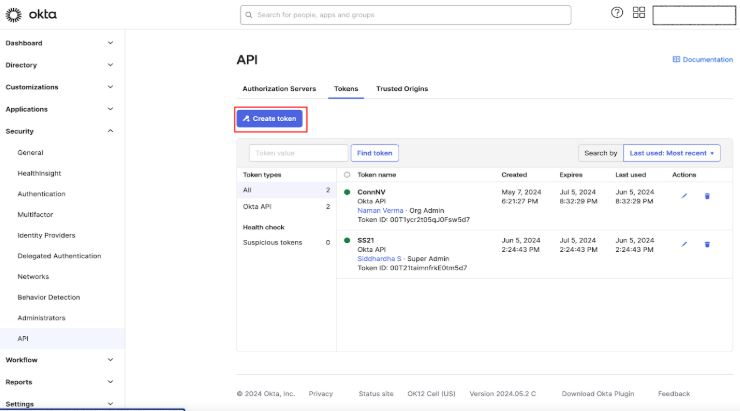 okta
Search for people, apps and groups
Dashboard
Directory
Customizations
Applications
Security
General
HealthInsight
Authentication
Multifactor
Identity Providers
Delegated Authentication
Networks
Behavior Detection
Administrators
API
Workflow
Reports
Settings
API
Documentation
Authorization Servers Tokens Trusted Origins
Create token
Token value Find token Search by Last used: Most recent
Token types
All 2
Okta API 2
Health check
Suspicious tokens 0
Token name Created Expires Last used Actions
ConnNV May 7, 2024 Jul 5, 2024 Jun 5, 2024
Okta API 6:21:27 PM 8:32:29 PM 8:32:29 PM
Naman Verma - Org Admin
Token ID: 00T1ycr2t05qJ0Fsw5d7
SS21 Jun 5, 2024 Jul 5, 2024 Jun 5, 2024
Okta API 2:24:43 PM 2:24:43 PM 2:24:43 PM
Siddhardha S - Super Admin
Token ID: 00T21taimnfrkE0tm5d7
© 2024 Okta, Inc. Privacy Status site OK12 Cell (US) Version 2024.05.2 C Download Okta Plugin Feedback